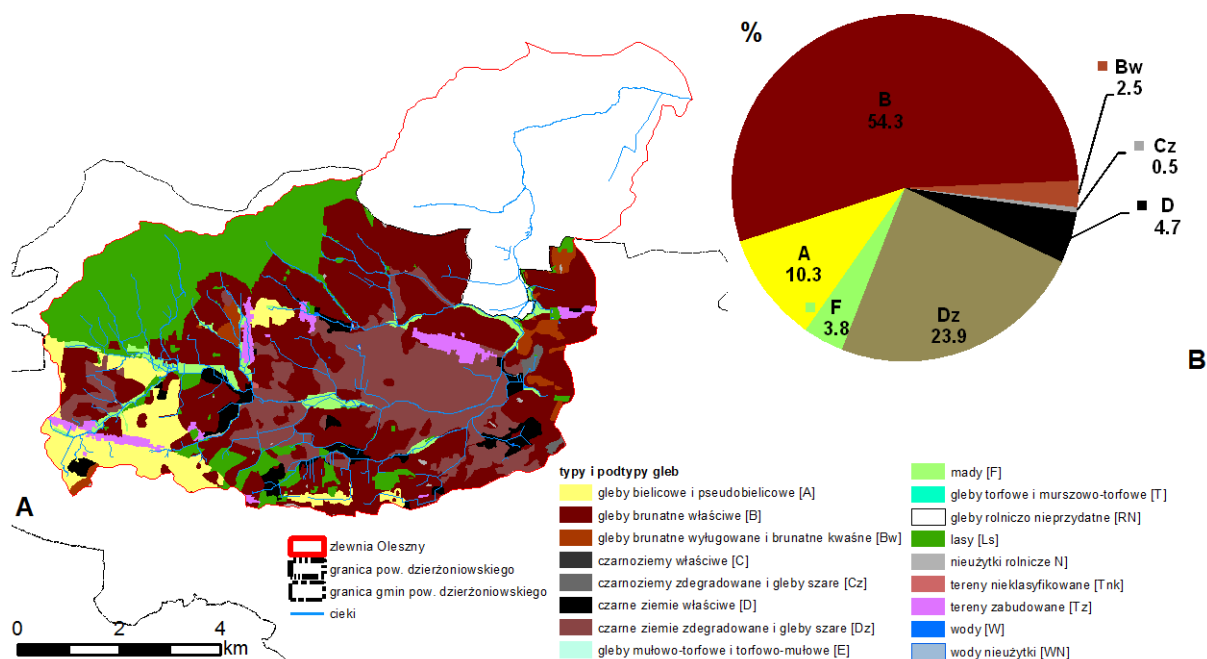 %
B
54.3
Bw
2.5
Cz
0.5
D
4.7
A
10.3
F
3.8
Dz
23.9
B
A
zlewnia Oleszny
granica pow. dzierżoniowskiego
granica gmin pow. dzierżoniowskiego
cieki
0 2 4
km
typy i podtypy gleb
gleby bielicowe i pseudobielicowe [A]
gleby brunatne właściwe [B]
gleby brunatne wyługowane i brunatne kwaśne [Bw]
czarnoziemy właściwe [C]
czarnoziemy zdegradowane i gleby szare [Cz]
czarne ziemie właściwe [D]
czarne ziemie zdegradowane i gleby szare [Dz]
gleby mułowo-torfowe i torfowo-mułowe [E]
mady [F]
gleby torfowe i murszowo-torfowe [T]
gleby rolniczo nieprzydatne [RN]
lasy [Ls]
nieużytki rolnicze N]
tereny nieklasyfikowane [Tnk]
tereny zabudowane [Tz]
wody [W]
wody nieużytki [WN]